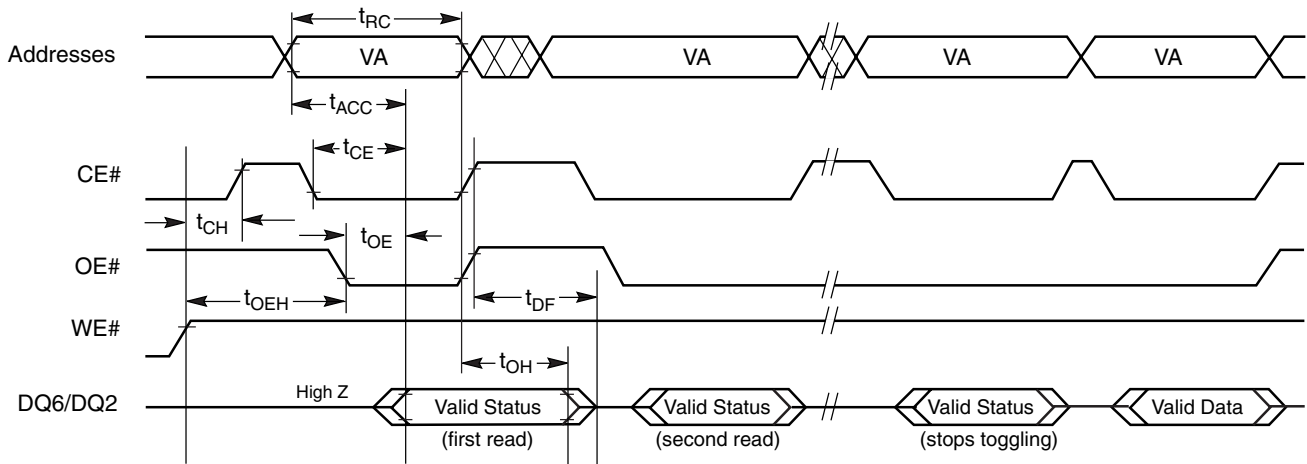 tRC
Addresses VA VA VA VA
tACC
tCE
CE#
tCH
tOE
OE#
tOEH
tDF
WE#
tOH
High Z
DQ6/DQ2 Valid Status Valid Status Valid Status Valid Data
(first read) (second read) (stops toggling)